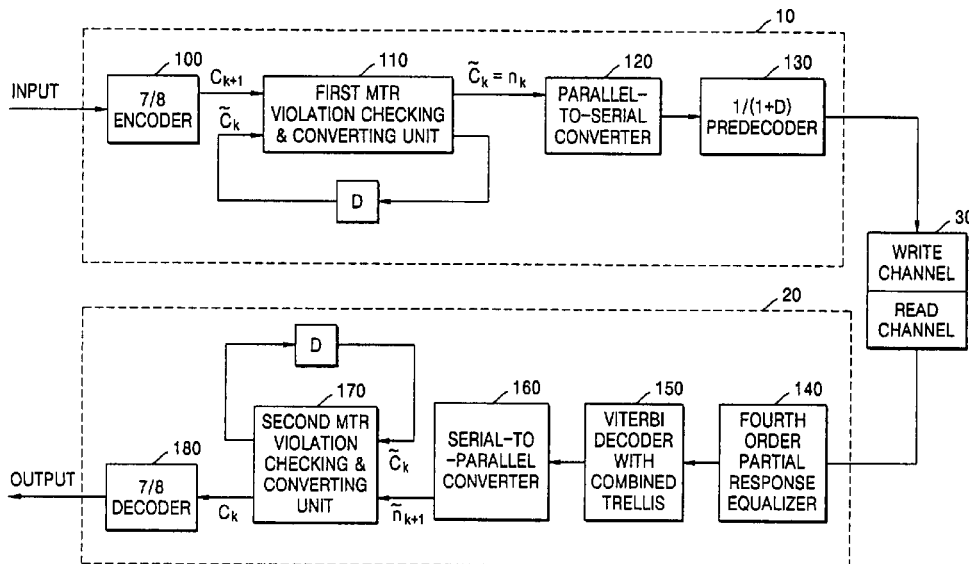 10
INPUT
100
7/8
ENCODER
C_{k+1}
C̃_k
110
FIRST MTR
VIOLATION CHECKING
& CONVERTING UNIT
D
C̃_k = n_k
120
PARALLEL-
TO-SERIAL
CONVERTER
130
1/(1+D)
PREDECODER
30
WRITE
CHANNEL
READ
CHANNEL
20
140
FOURTH
ORDER
PARTIAL
RESPONSE
EQUALIZER
150
VITERBI
DECODER
WITH
COMBINED
TRELLIS
160
SERIAL-TO
-PARALLEL
CONVERTER
D
170
SECOND MTR
VIOLATION
CHECKING &
CONVERTING
UNIT
C̃_k
ñ_{k+1}
180
7/8
DECODER
C_k
OUTPUT